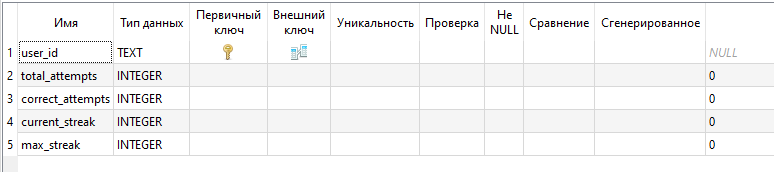 Имя Тип данных Первичный ключ Внешний ключ Уникальность Проверка Не NULL Сравнение Сгенерированное
1 user_id TEXT NULL
2 total_attempts INTEGER 0
3 correct_attempts INTEGER 0
4 current_streak INTEGER 0
5 max_streak INTEGER 0